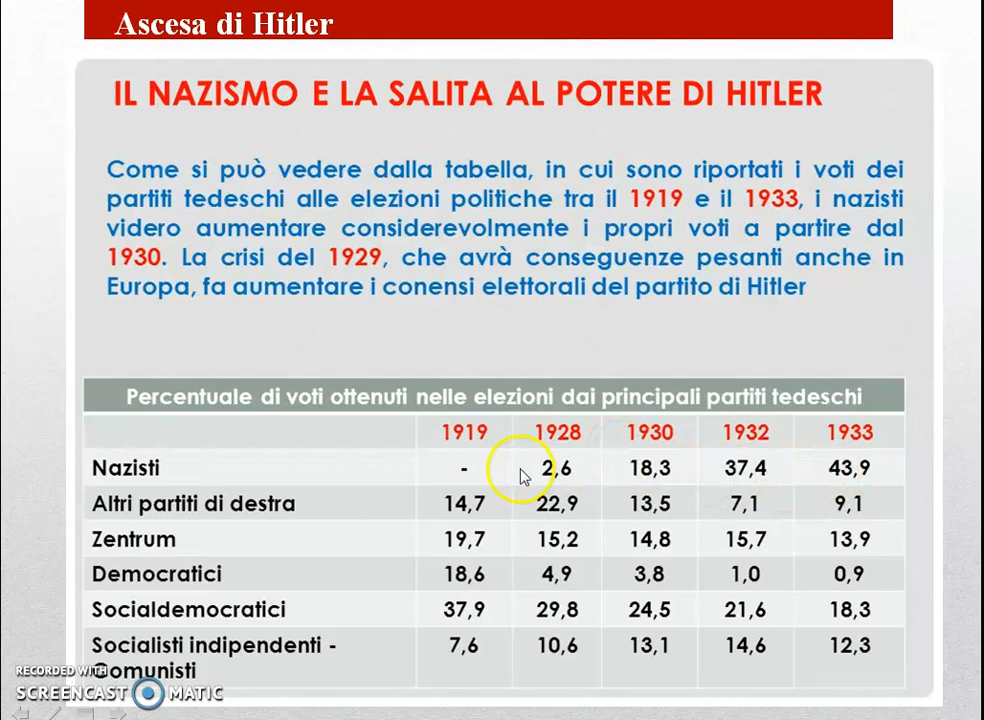 Ascesa di Hitler
IL NAZISMO E LA SALITA AL POTERE DI HITLER
Come si può vedere dalla tabella, in cui sono riportati i voti dei
partiti tedeschi alle elezioni politiche tra il 1919 e il 1933, i nazisti
videro aumentare considerevolmente i propri voti a partire dal
1930. La crisi del 1929, che avrà conseguenze pesanti anche in
Europa, fa aumentare i conensi elettorali del partito di Hitler
Percentuale di voti ottenuti nelle elezioni dai principali partiti tedeschi
1919 1928 1930 1932 1933
Nazisti - 2,6 18,3 37,4 43,9
Altri partiti di destra 14,7 22,9 13,5 7,1 9,1
Zentrum 19,7 15,2 14,8 15,7 13,9
Democratici 18,6 4,9 3,8 1,0 0,9
Socialdemocratici 37,9 29,8 24,5 21,6 18,3
Socialisti indipendenti - 7,6 10,6 13,1 14,6 12,3
Comunisti
RECORDED WITH
SCREENCAST MATIC